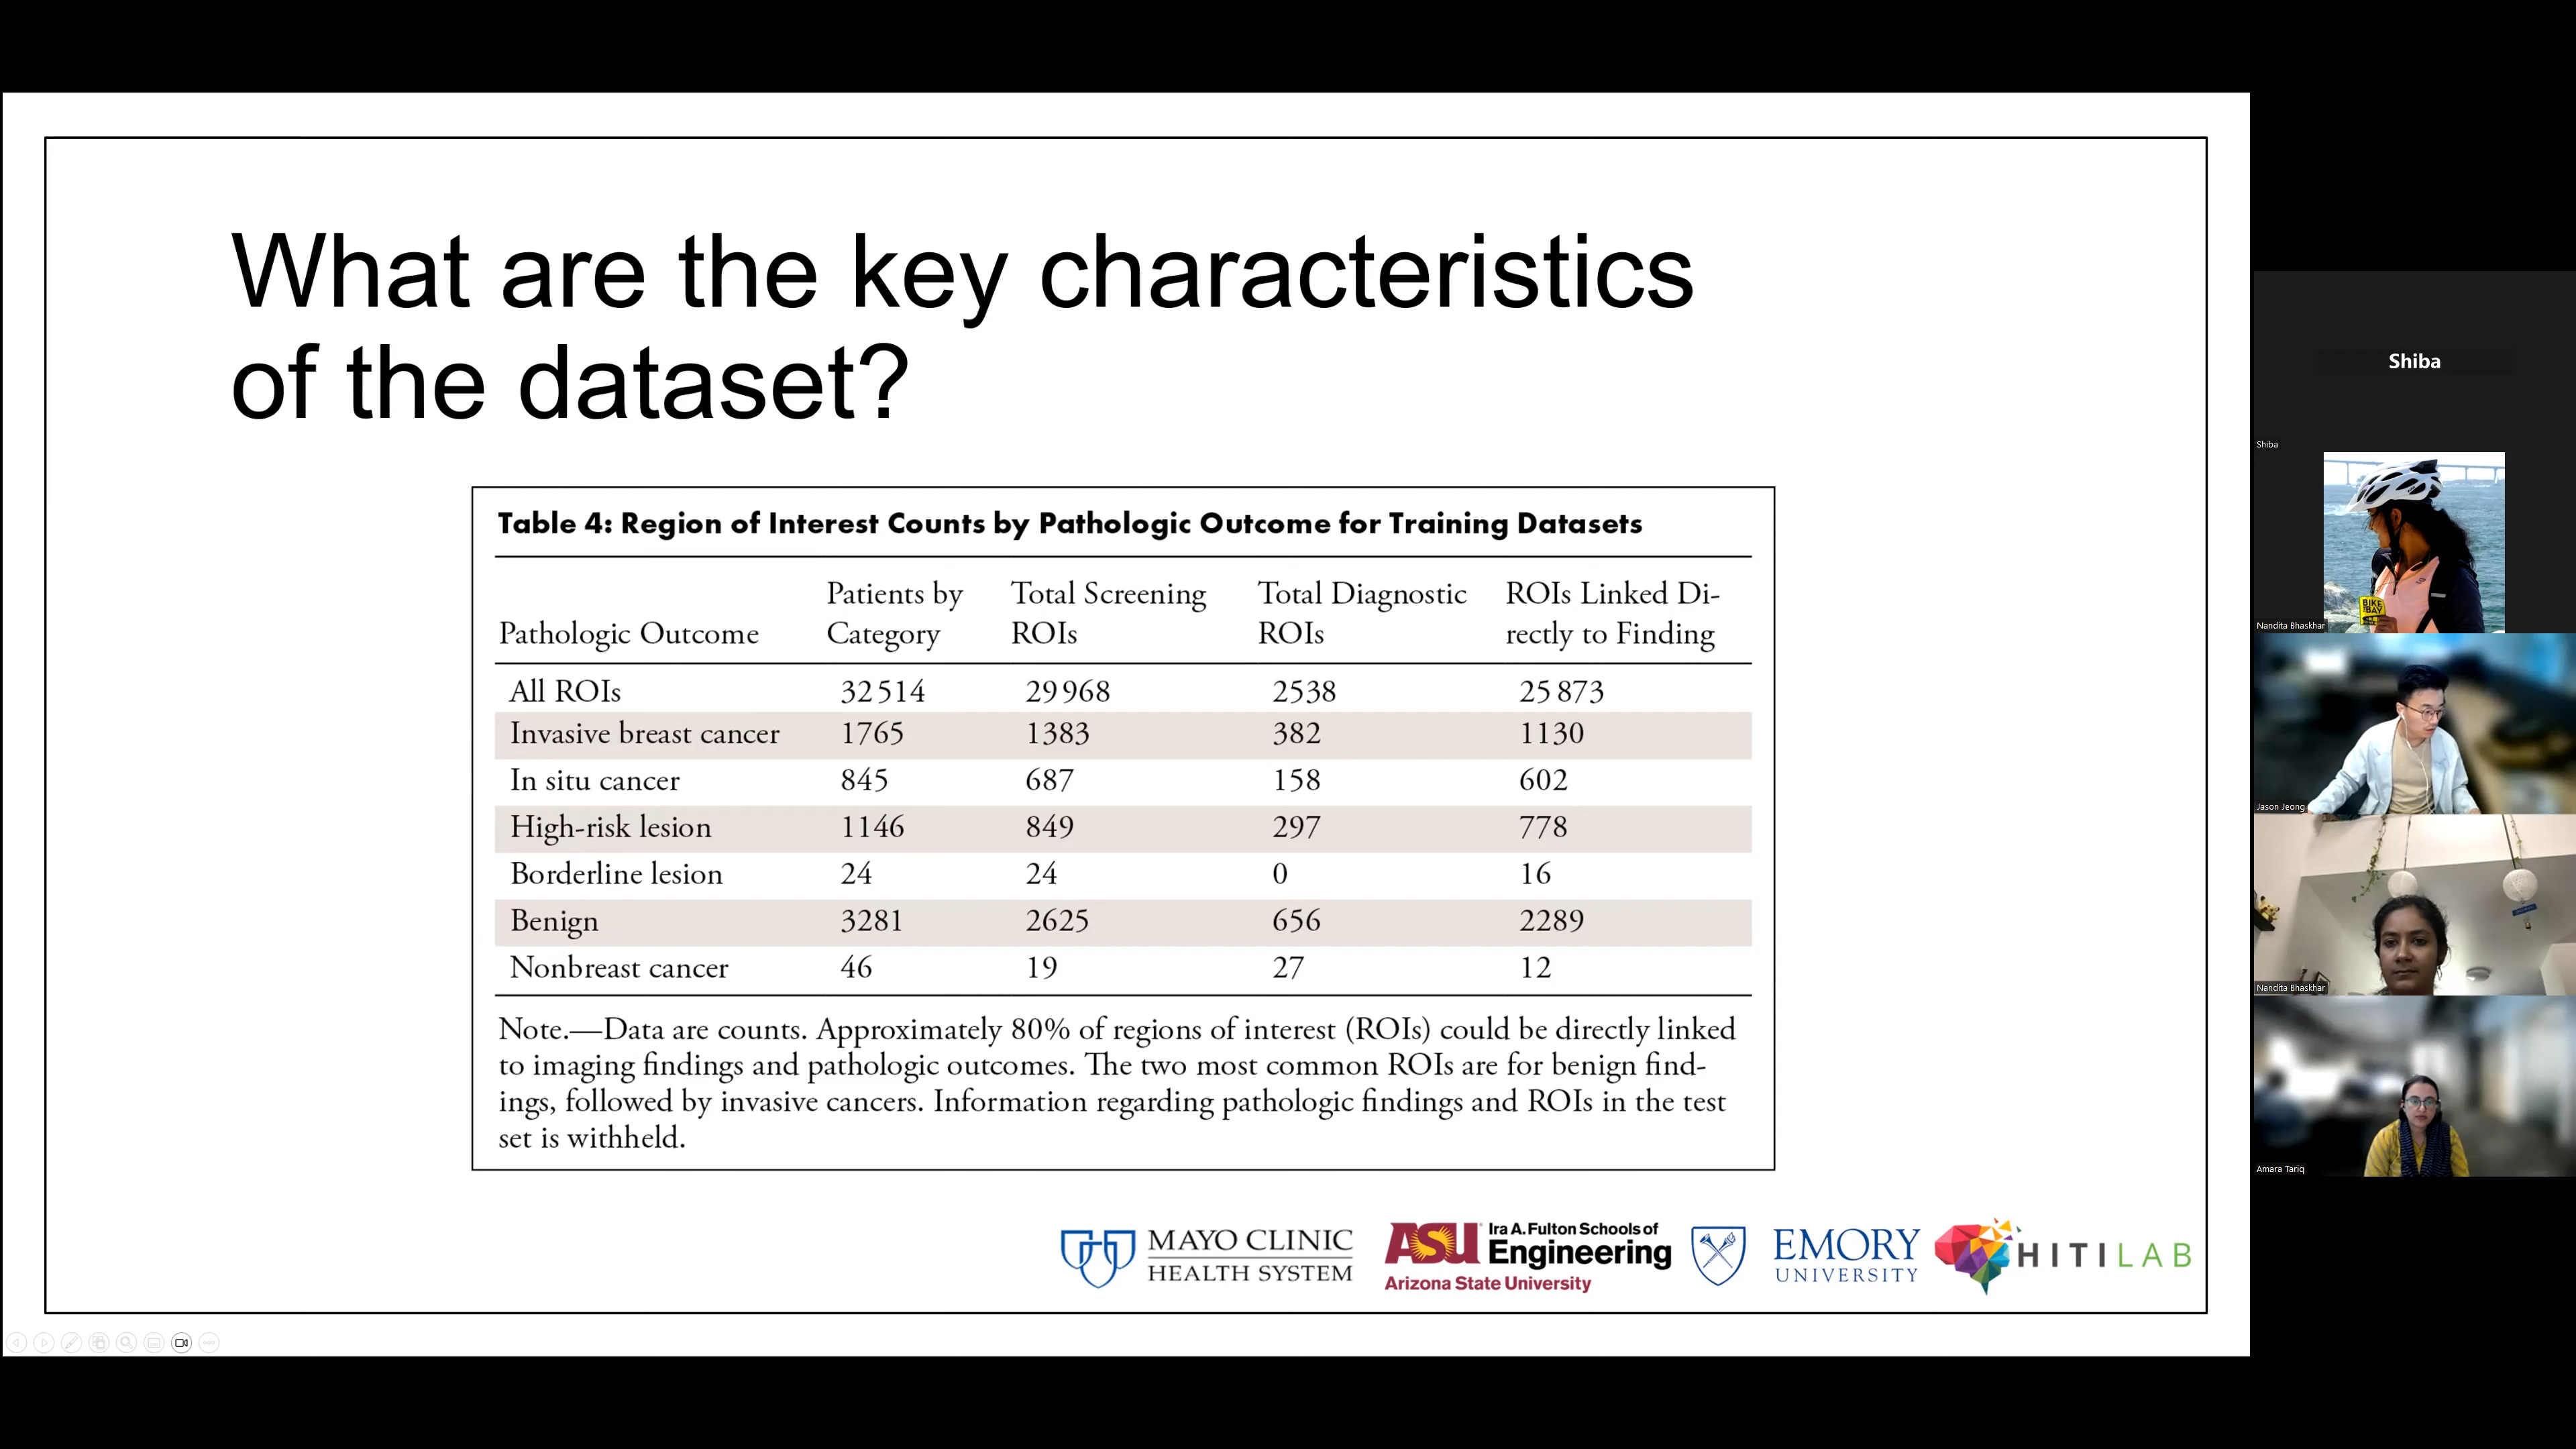 What are the key characteristics
of the dataset?
Table 4: Region of Interest Counts by Pathologic Outcome for Training Datasets
Pathologic Outcome Patients by Category Total Screening ROIs Total Diagnostic ROIs ROIs Linked Di-rectly to Finding
All ROIs 32 514 29 968 2538 25 873
Invasive breast cancer 1765 1383 382 1130
In situ cancer 845 687 158 602
High-risk lesion 1146 849 297 778
Borderline lesion 24 24 0 16
Benign 3281 2625 656 2289
Nonbreast cancer 46 19 27 12
Note.—Data are counts. Approximately 80% of regions of interest (ROIs) could be directly linked
to imaging findings and pathologic outcomes. The two most common ROIs are for benign find-
ings, followed by invasive cancers. Information regarding pathologic findings and ROIs in the test
set is withheld.
MAYO CLINIC
HEALTH SYSTEM
ASU Ira A. Fulton Schools of
Engineering
Arizona State University
EMORY
UNIVERSITY
HITILAB
Shiba
Shiba
BIKE
BAY
Nandita Bhaskhar
Jason Jeong
Nandita Bhaskhar
Amara Tariq